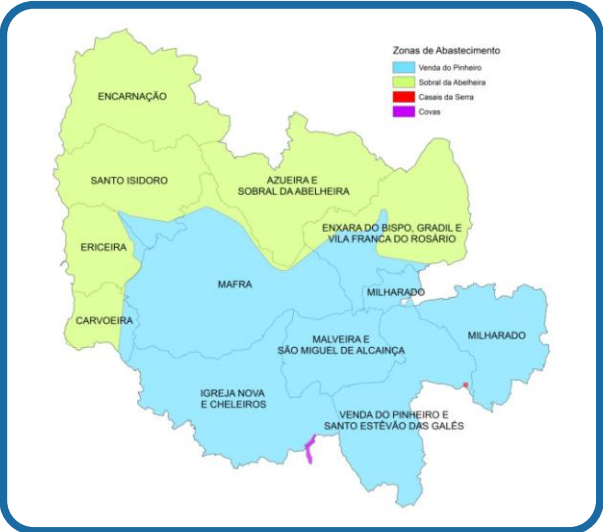 Zonas de Abastecimento
Venda do Pinheiro
Sobral da Abelheira
Casais da Serra
Covas
ENCARNAÇÃO
SANTO ISIDORO
AZUEIRA E
SOBRAL DA ABELHEIRA
ENXARA DO BISPO, GRADIL E
VILA FRANCA DO ROSÁRIO
ERICEIRA
MAFRA
MILHARADO
CARVOEIRA
MALVEIRA E
SÃO MIGUEL DE ALCAINÇA
MILHARADO
IGREJA NOVA
E CHELEIROS
VENDA DO PINHEIRO E
SANTO ESTÊVÃO DAS GALÉS